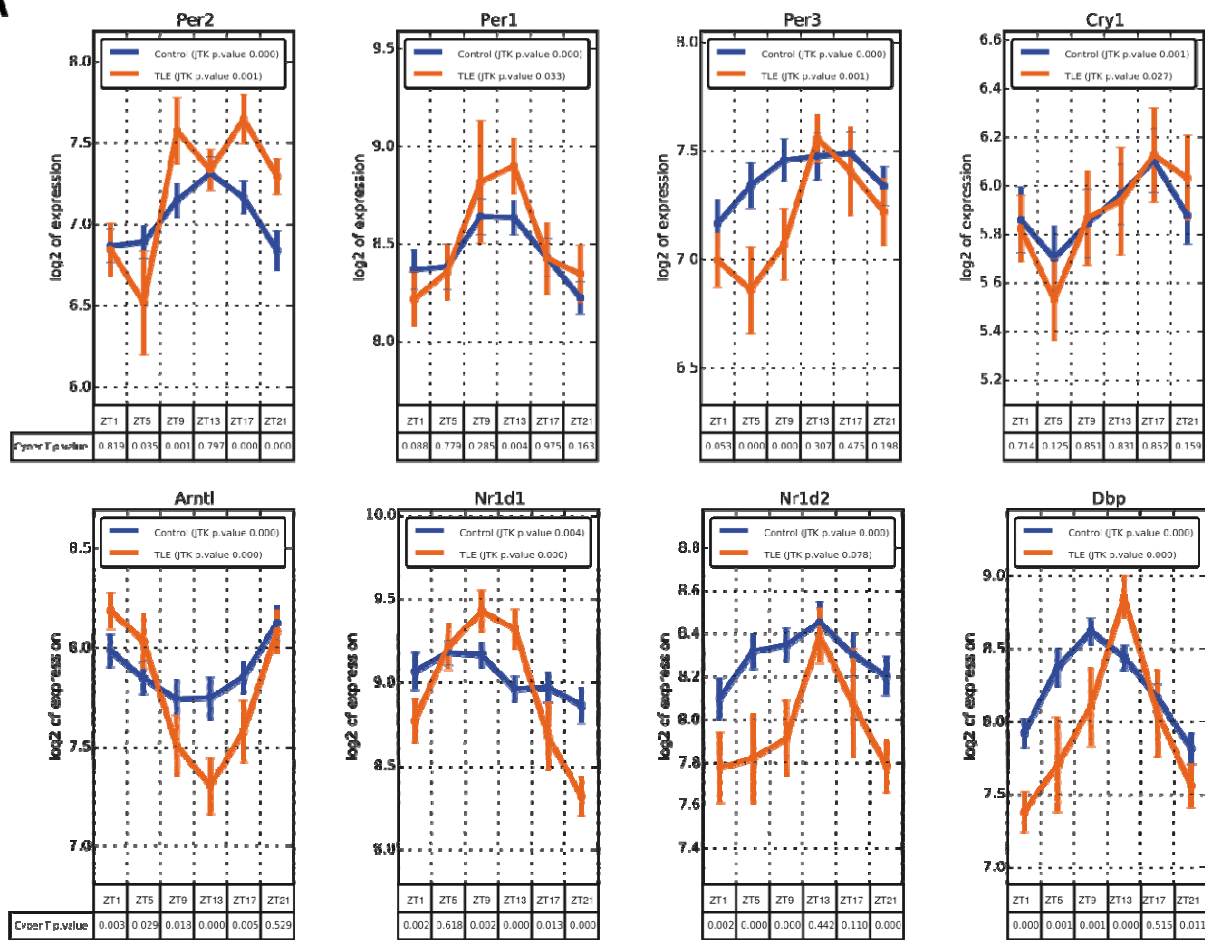 A
Per2
Control (JTK p.value 0.000)
TLE (JTK p.value 0.001)
log2 of expression
8.0
7.5
7.0
6.5
6.0
ZT1 ZT5 ZT9 ZT13 ZT17 ZT21
CyberT p.value 0.819 0.035 0.001 0.797 0.000 0.000
Per1
Control (JTK p.value 0.000)
TLE (JTK p.value 0.033)
log2 of expression
9.5
9.0
8.5
8.0
ZT1 ZT5 ZT9 ZT13 ZT17 ZT21
0.088 0.779 0.285 0.004 0.975 0.163
Per3
Control (JTK p.value 0.000)
TLE (JTK p.value 0.001)
log2 of expression
8.0
7.5
7.0
6.5
ZT1 ZT5 ZT9 ZT13 ZT17 ZT21
0.053 0.000 0.000 0.307 0.475 0.198
Cry1
Control (JTK p.value 0.001)
TLE (JTK p.value 0.027)
log2 of expression
6.6
6.4
6.2
6.0
5.8
5.6
5.4
5.2
ZT1 ZT5 ZT9 ZT13 ZT17 ZT21
0.714 0.125 0.851 0.831 0.852 0.159
Arntl
Control (JTK p.value 0.000)
TLE (JTK p.value 0.000)
log2 of expression
8.5
8.0
7.5
7.0
ZT1 ZT5 ZT9 ZT13 ZT17 ZT21
CyberT p.value 0.003 0.029 0.018 0.000 0.005 0.529
Nr1d1
Control (JTK p.value 0.004)
TLE (JTK p.value 0.000)
log2 of expression
10.0
9.5
9.0
8.5
8.0
ZT1 ZT5 ZT9 ZT13 ZT17 ZT21
0.002 0.618 0.002 0.000 0.013 0.000
Nr1d2
Control (JTK p.value 0.000)
TLE (JTK p.value 0.078)
log2 of expression
8.8
8.6
8.4
8.2
8.0
7.8
7.6
7.4
ZT1 ZT5 ZT9 ZT13 ZT17 ZT21
0.002 0.000 0.000 0.442 0.110 0.000
Dbp
Control (JTK p.value 0.000)
TLE (JTK p.value 0.000)
log2 of expression
9.0
8.5
8.0
7.5
7.0
ZT1 ZT5 ZT9 ZT13 ZT17 ZT21
0.000 0.001 0.001 0.000 0.515 0.011